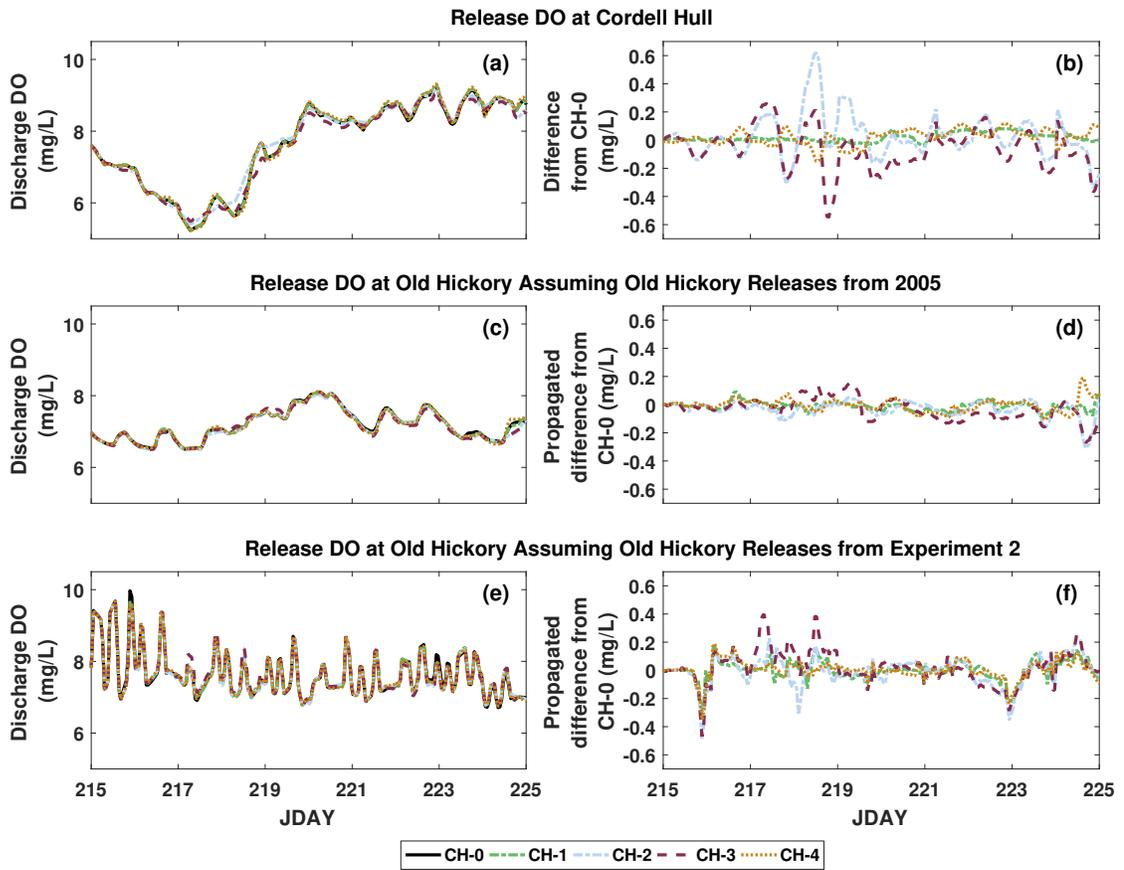 Release DO at Cordell Hull
Discharge DO
(mg/L)
10
8
6
(a)
Difference
from CH-0
(mg/L)
0.6
0.4
0.2
0
-0.2
-0.4
-0.6
(b)
Release DO at Old Hickory Assuming Old Hickory Releases from 2005
Discharge DO
(mg/L)
10
8
6
(c)
Propagated
difference from
CH-0 (mg/L)
0.6
0.4
0.2
0
-0.2
-0.4
-0.6
(d)
Release DO at Old Hickory Assuming Old Hickory Releases from Experiment 2
Discharge DO
(mg/L)
10
8
6
(e)
215 217 219 221 223 225
JDAY
Propagated
difference from
CH-0 (mg/L)
0.6
0.4
0.2
0
-0.2
-0.4
-0.6
(f)
215 217 219 221 223 225
JDAY
CH-0 CH-1 CH-2 CH-3 CH-4